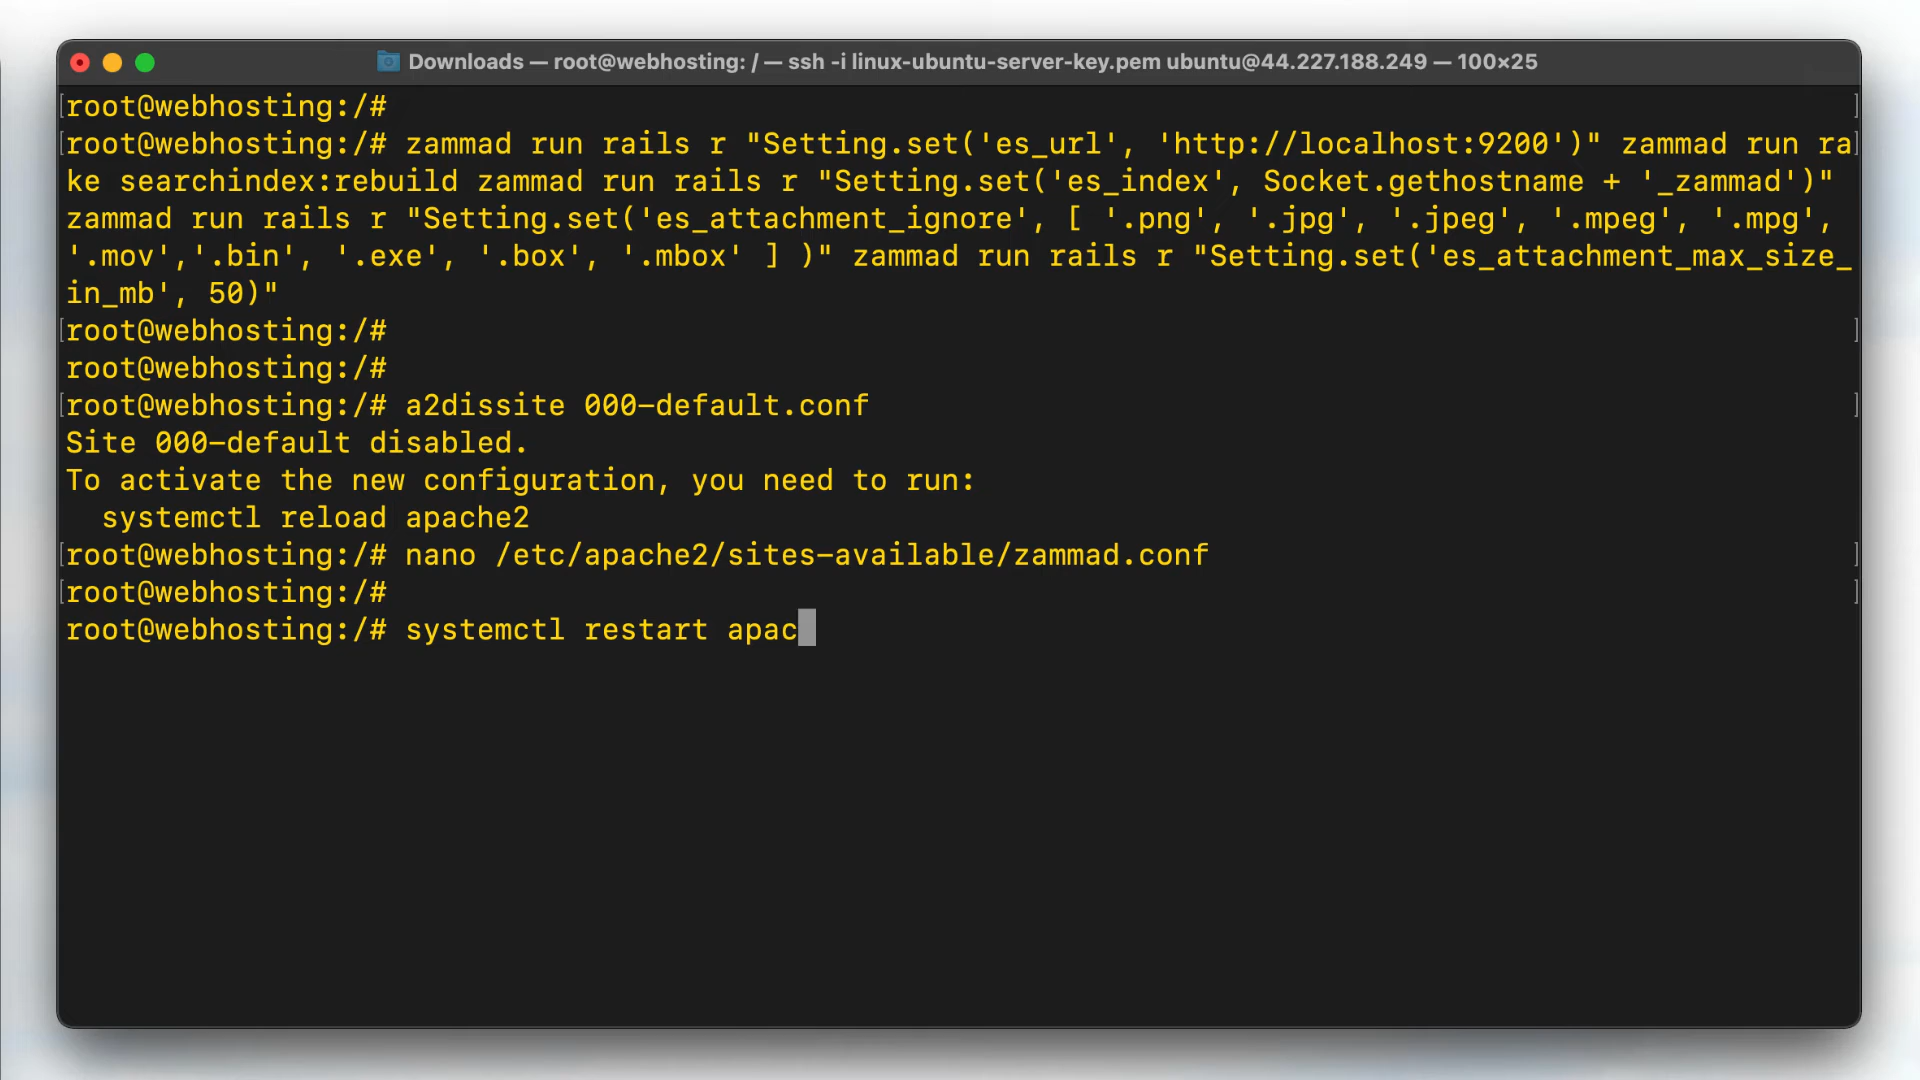 Downloads — root@webhosting: / — ssh -i linux-ubuntu-server-key.pem ubuntu@44.227.188.249 — 100×25
[root@webhosting:/# ]
[root@webhosting:/# zammad run rails r "Setting.set('es_url', 'http://localhost:9200')" zammad run ra]
ke searchindex:rebuild zammad run rails r "Setting.set('es_index', Socket.gethostname + '_zammad')"
zammad run rails r "Setting.set('es_attachment_ignore', [ '.png', '.jpg', '.jpeg', '.mpeg', '.mpg',
'.mov','.bin', '.exe', '.box', '.mbox' ] )" zammad run rails r "Setting.set('es_attachment_max_size_
in_mb', 50)"
[root@webhosting:/# ]
root@webhosting:/#
[root@webhosting:/# a2dissite 000-default.conf ]
Site 000-default disabled.
To activate the new configuration, you need to run:
  systemctl reload apache2
[root@webhosting:/# nano /etc/apache2/sites-available/zammad.conf ]
[root@webhosting:/# ]
root@webhosting:/# systemctl restart apac